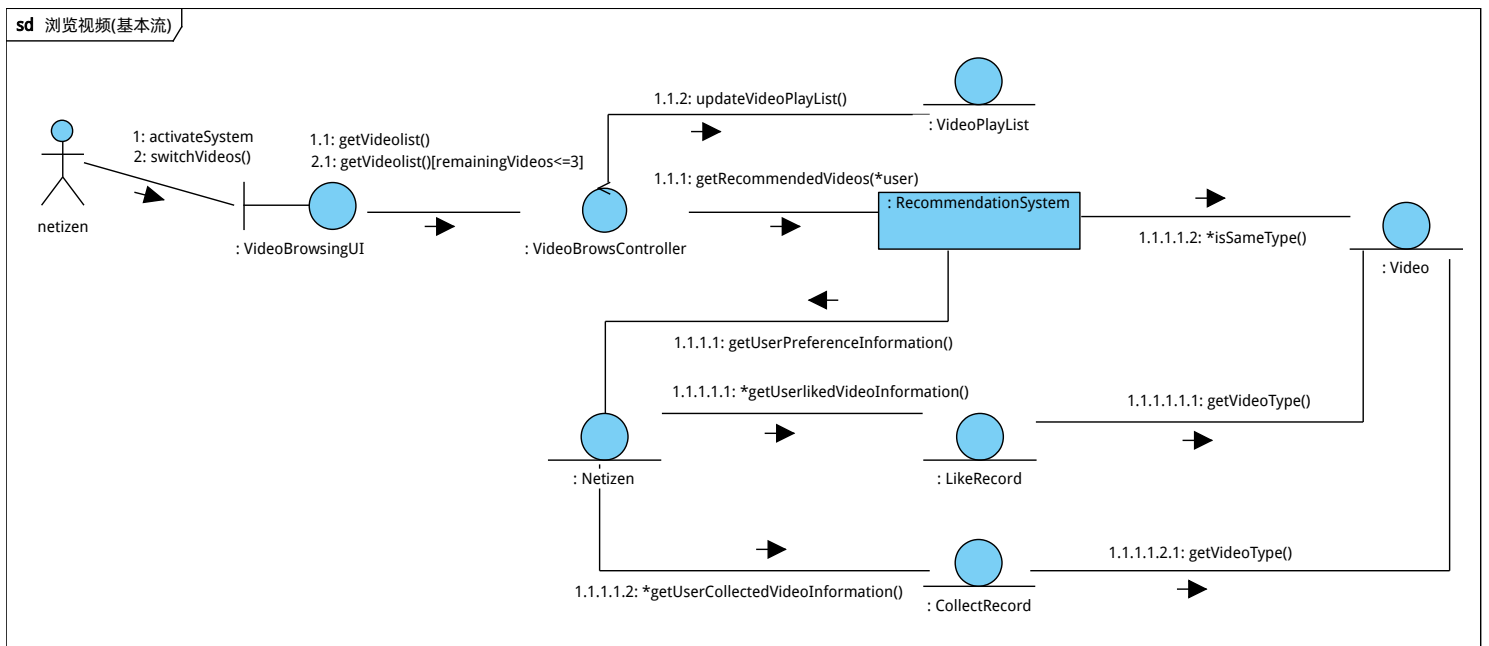 sd 浏览视频(基本流)
1.1.2: updateVideoPlayList()
: VideoPlayList
1: activateSystem
2: switchVideos()
1.1: getVideolist()
2.1: getVideolist()[remainingVideos<=3]
1.1.1: getRecommendedVideos(*user)
: RecommendationSystem
netizen
: VideoBrowsingUI
: VideoBrowsController
1.1.1.1.2: *isSameType()
: Video
1.1.1.1: getUserPreferenceInformation()
1.1.1.1.1: *getUserlikedVideoInformation()
1.1.1.1.1.1: getVideoType()
: Netizen
: LikeRecord
1.1.1.1.2: *getUserCollectedVideoInformation()
1.1.1.1.2.1: getVideoType()
: CollectRecord